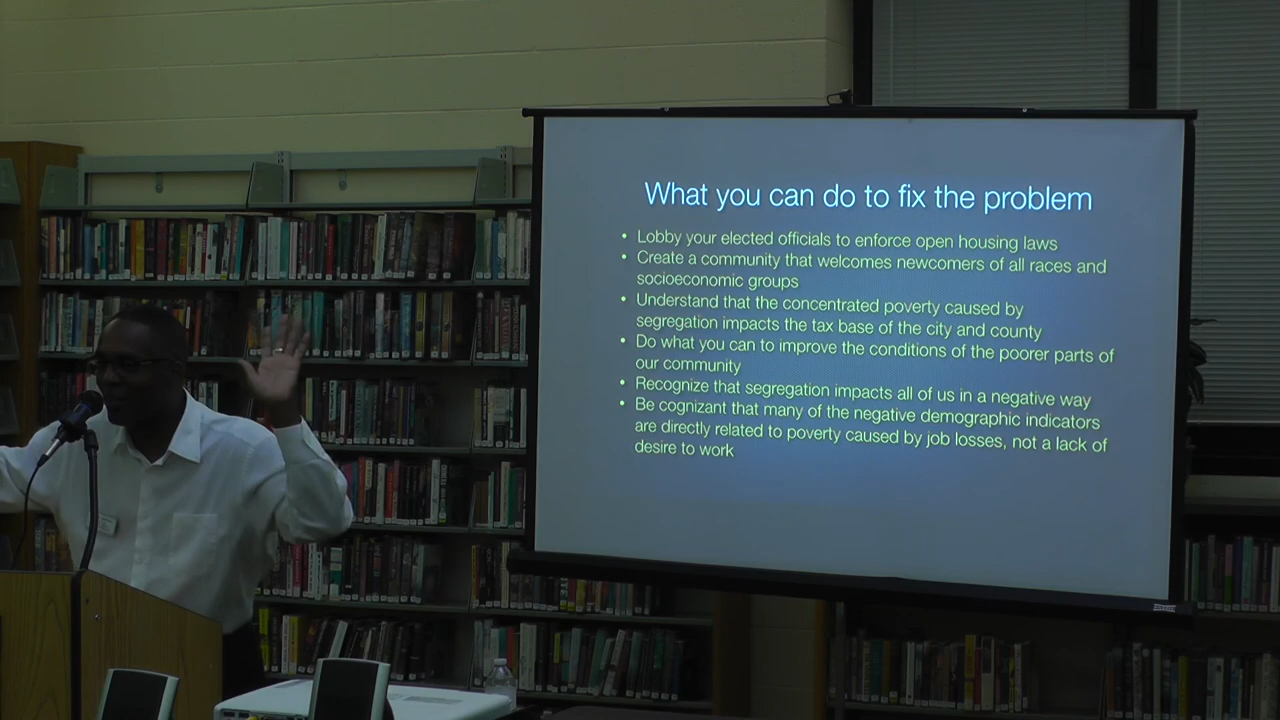 What you can do to fix the problem
• Lobby your elected officials to enforce open housing laws
• Create a community that welcomes newcomers of all races and
socioeconomic groups
• Understand that the concentrated poverty caused by
segregation impacts the tax base of the city and county
• Do what you can to improve the conditions of the poorer parts of
our community
• Recognize that segregation impacts all of us in a negative way
• Be cognizant that many of the negative demographic indicators
are directly related to poverty caused by job losses, not a lack of
desire to work